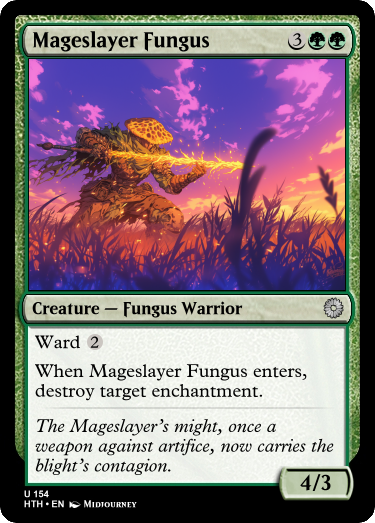 Mageslayer Fungus 3
Creature — Fungus Warrior
Ward 2
When Mageslayer Fungus enters,
destroy target enchantment.
The Mageslayer's might, once a
weapon against artifice, now carries the
blight's contagion.
4/3
U 154
HTH • EN Midjourney